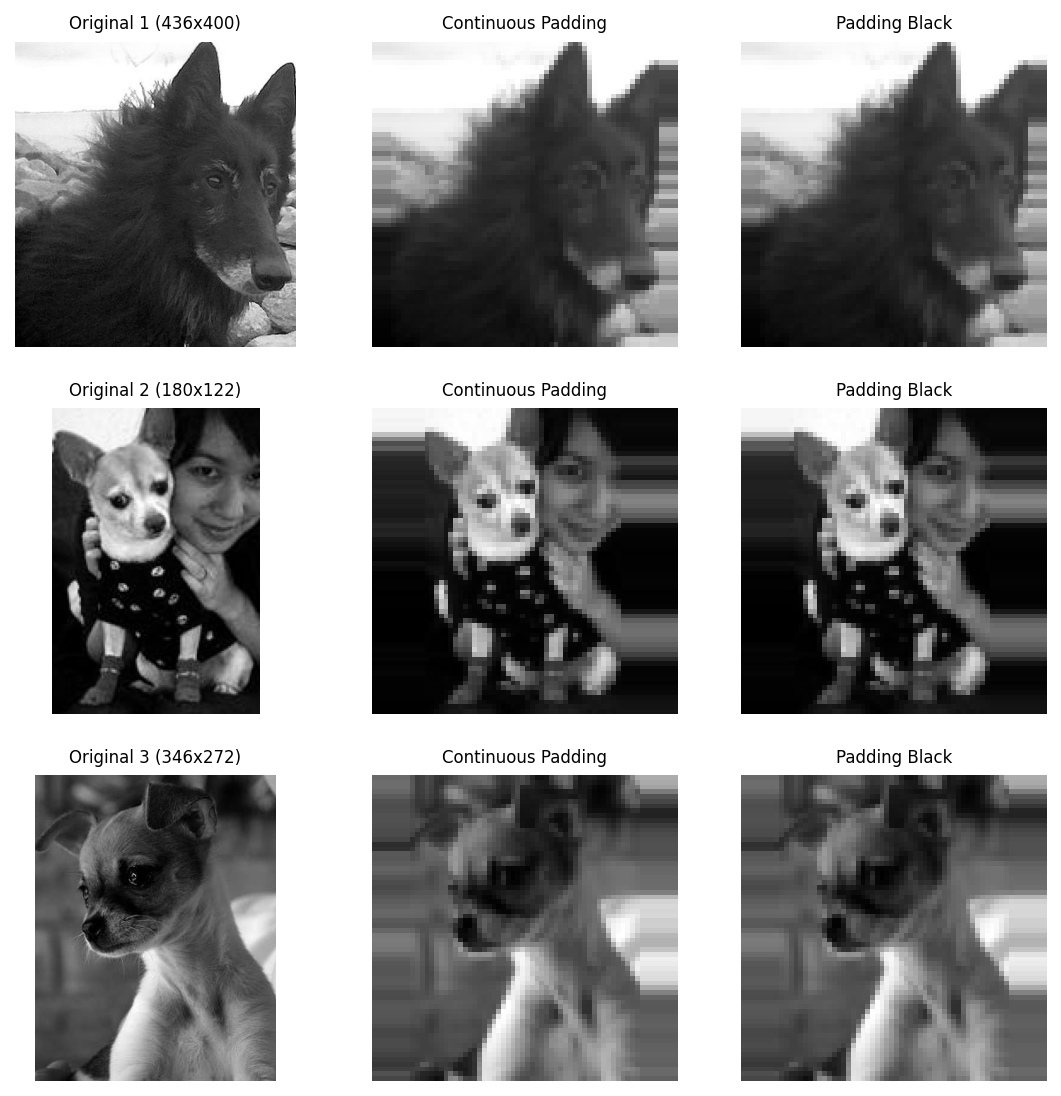 Original 1 (436x400)
Continuous Padding
Padding Black
Original 2 (180x122)
Continuous Padding
Padding Black
Original 3 (346x272)
Continuous Padding
Padding Black